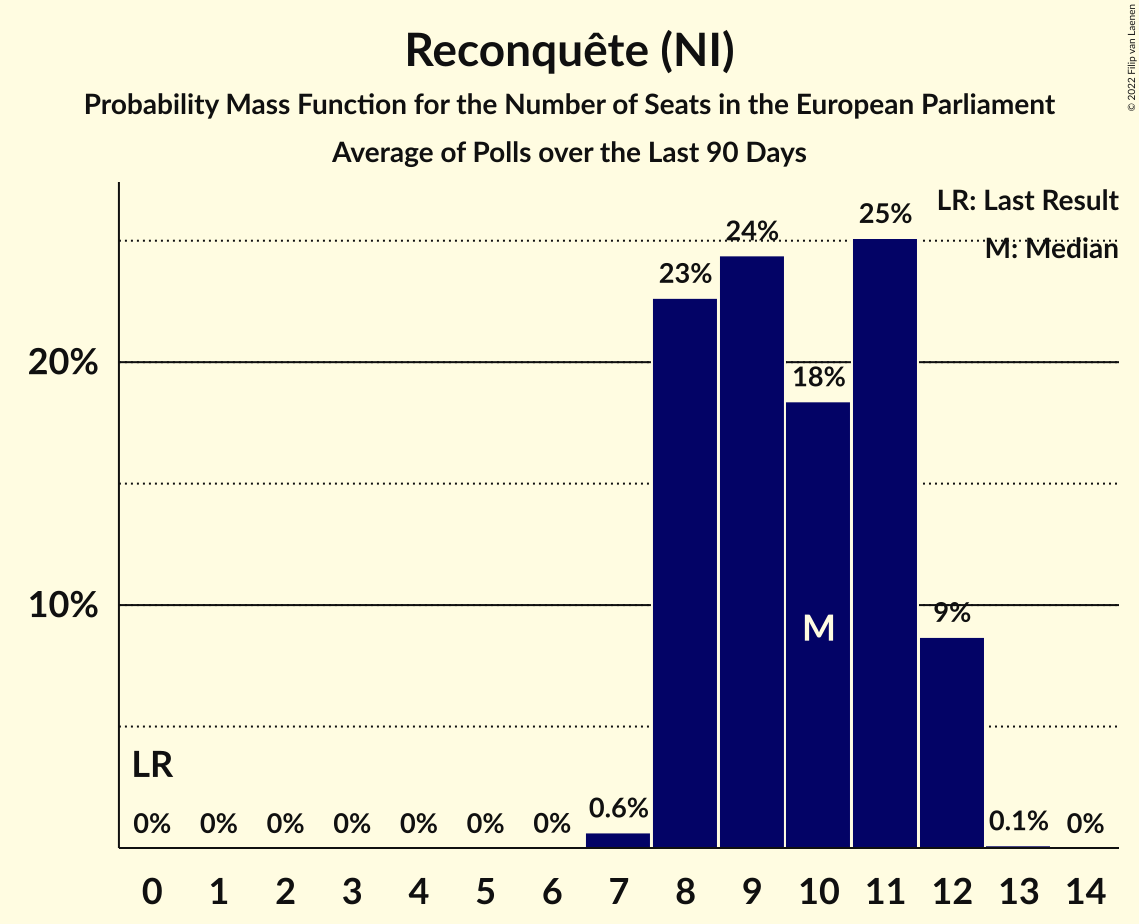 Reconquête (NI)
Probability Mass Function for the Number of Seats in the European Parliament
Average of Polls over the Last 90 Days
© 2022 Filip van Laenen
LR: Last Result
M: Median
20%
10%
LR
0% 0% 0% 0% 0% 0% 0% 0.6% 23% 24% 18% 25% 9% 0.1% 0%
M
0 1 2 3 4 5 6 7 8 9 10 11 12 13 14